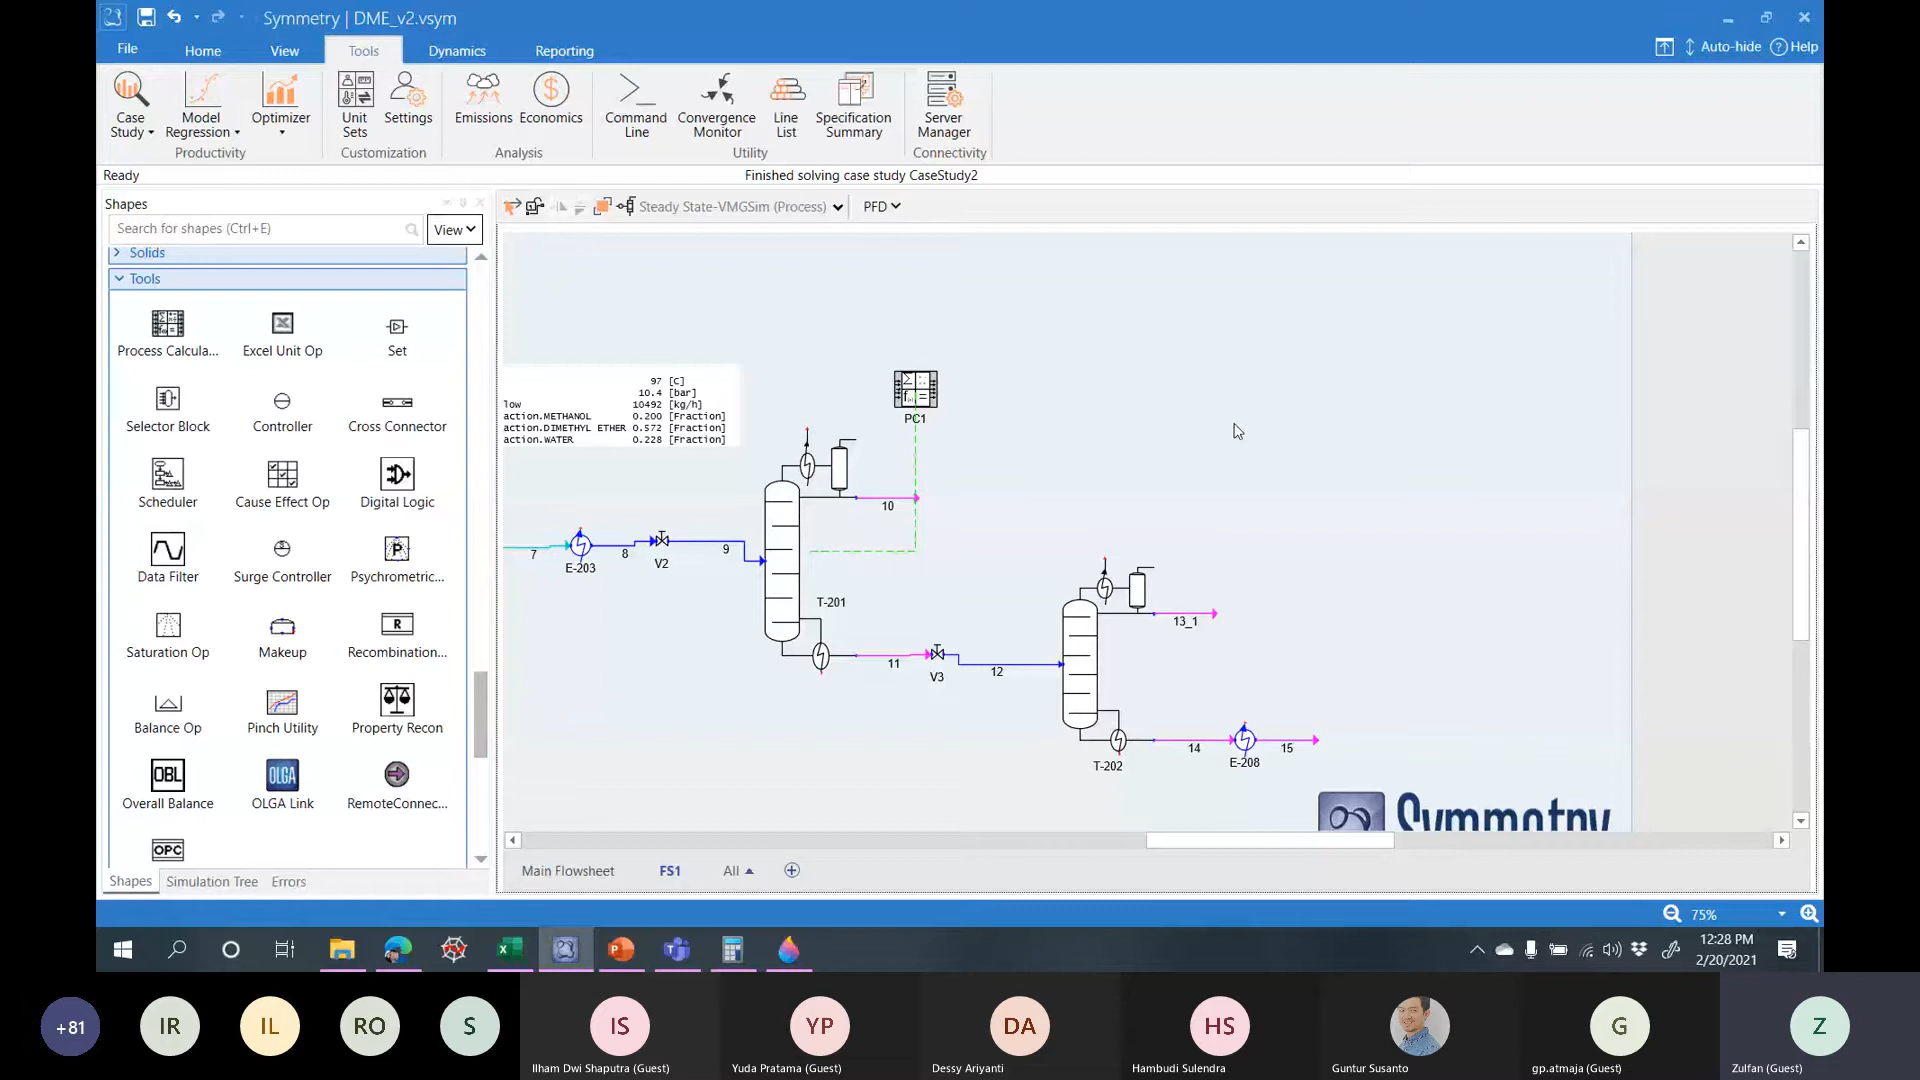 Symmetry | DME_v2.vsym
File
Home
View
Tools
Dynamics
Reporting
Auto-hide
Help
Case Study
Model Regression
Optimizer
Unit Sets
Settings
Emissions
Economics
Command Line
Convergence Monitor
Line List
Specification Summary
Server Manager
Productivity
Customization
Analysis
Utility
Connectivity
Ready
Finished solving case study CaseStudy2
Shapes
Search for shapes (Ctrl+E)
View
Steady State-VMGSim (Process)
PFD
Solids
Tools
Process Calcula...
Excel Unit Op
Set
Selector Block
Controller
Cross Connector
Scheduler
Cause Effect Op
Digital Logic
Data Filter
Surge Controller
Psychrometric...
Saturation Op
Makeup
Recombination...
Balance Op
Pinch Utility
Property Recon
OBL
OLGA
Overall Balance
OLGA Link
RemoteConnec...
OPC
Shapes
Simulation Tree
Errors
97 [C]
10.4 [bar]
low 10492 [kg/h]
action.METHANOL 0.200 [Fraction]
action.DIMETHYL ETHER 0.572 [Fraction]
action.WATER 0.228 [Fraction]
PC1
10
7
E-203
8
V2
9
T-201
11
V3
12
13_1
T-202
14
E-208
15
Symmetry
Main Flowsheet
FS1
All
75%
12:28 PM
2/20/2021
+81
IR
IL
RO
S
IS
YP
DA
HS
G
Z
Ilham Dwi Shaputra (Guest)
Yuda Pratama (Guest)
Dessy Ariyanti
Hambudi Sulendra
Guntur Susanto
gp.atmaja (Guest)
Zulfan (Guest)